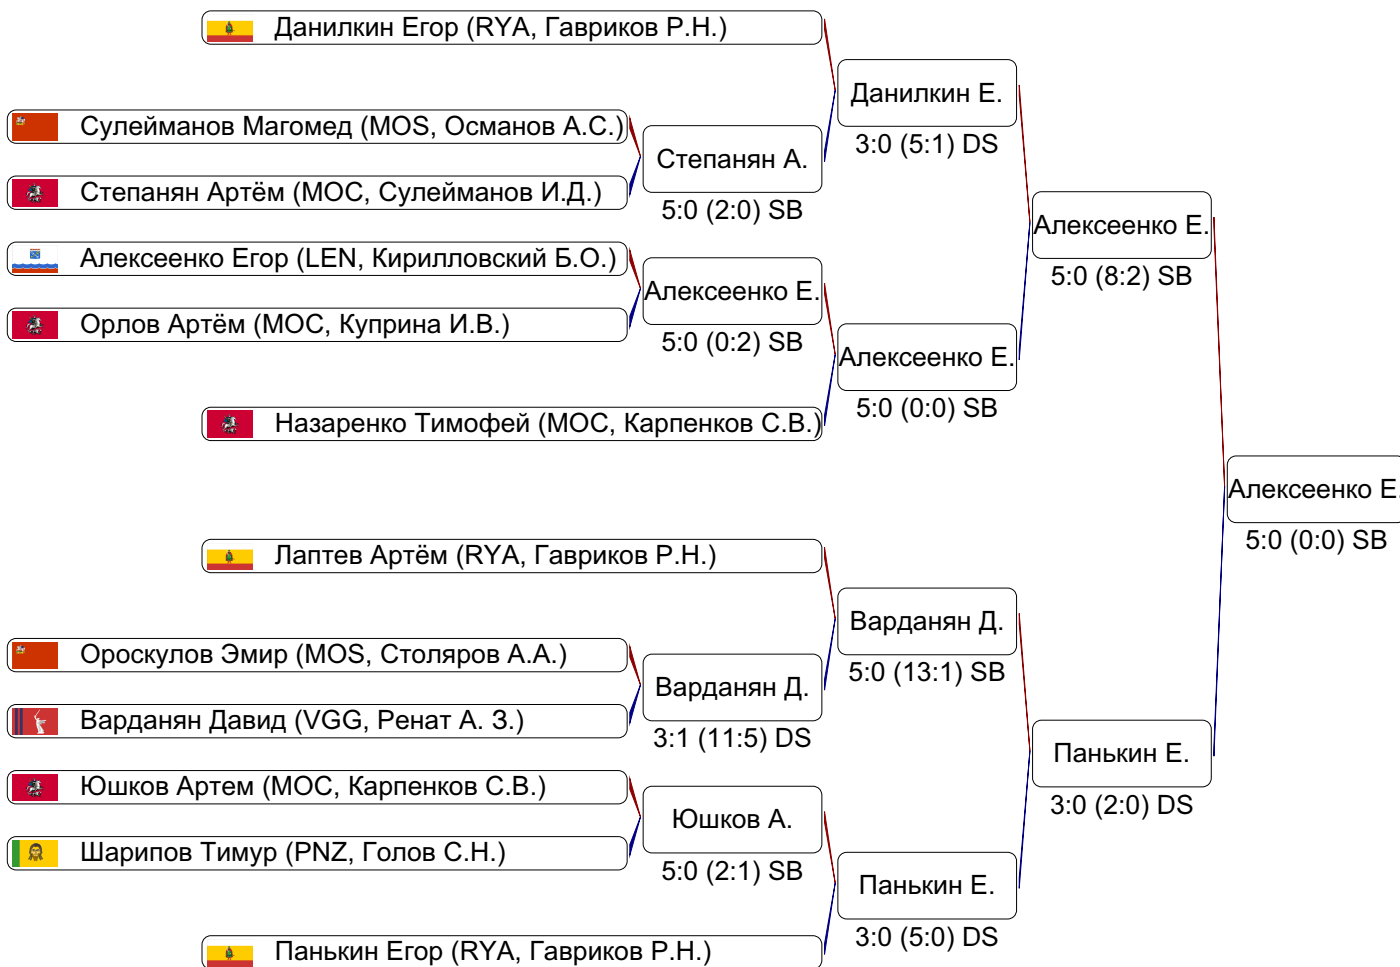 Данилкин Егор (RYA, Гавриков Р.Н.)
Данилкин Е.
3:0 (5:1) DS
Сулейманов Магомед (MOS, Османов А.С.)
Степанян А.
5:0 (2:0) SB
Степанян Артём (МОС, Сулейманов И.Д.)
Алексеенко Е.
5:0 (8:2) SB
Алексеенко Егор (LEN, Кирилловский Б.О.)
Алексеенко Е.
5:0 (0:2) SB
Орлов Артём (МОС, Куприна И.В.)
Алексеенко Е.
5:0 (0:0) SB
Назаренко Тимофей (МОС, Карпенков С.В.)
Алексеенко Е.
5:0 (0:0) SB
Лаптев Артём (RYA, Гавриков Р.Н.)
Варданян Д.
5:0 (13:1) SB
Ороскулов Эмир (MOS, Столяров А.А.)
Варданян Д.
3:1 (11:5) DS
Варданян Давид (VGG, Ренат А. З.)
Панькин Е.
3:0 (2:0) DS
Юшков Артем (МОС, Карпенков С.В.)
Юшков А.
5:0 (2:1) SB
Шарипов Тимур (PNZ, Голов С.Н.)
Панькин Е.
3:0 (5:0) DS
Панькин Егор (RYA, Гавриков Р.Н.)